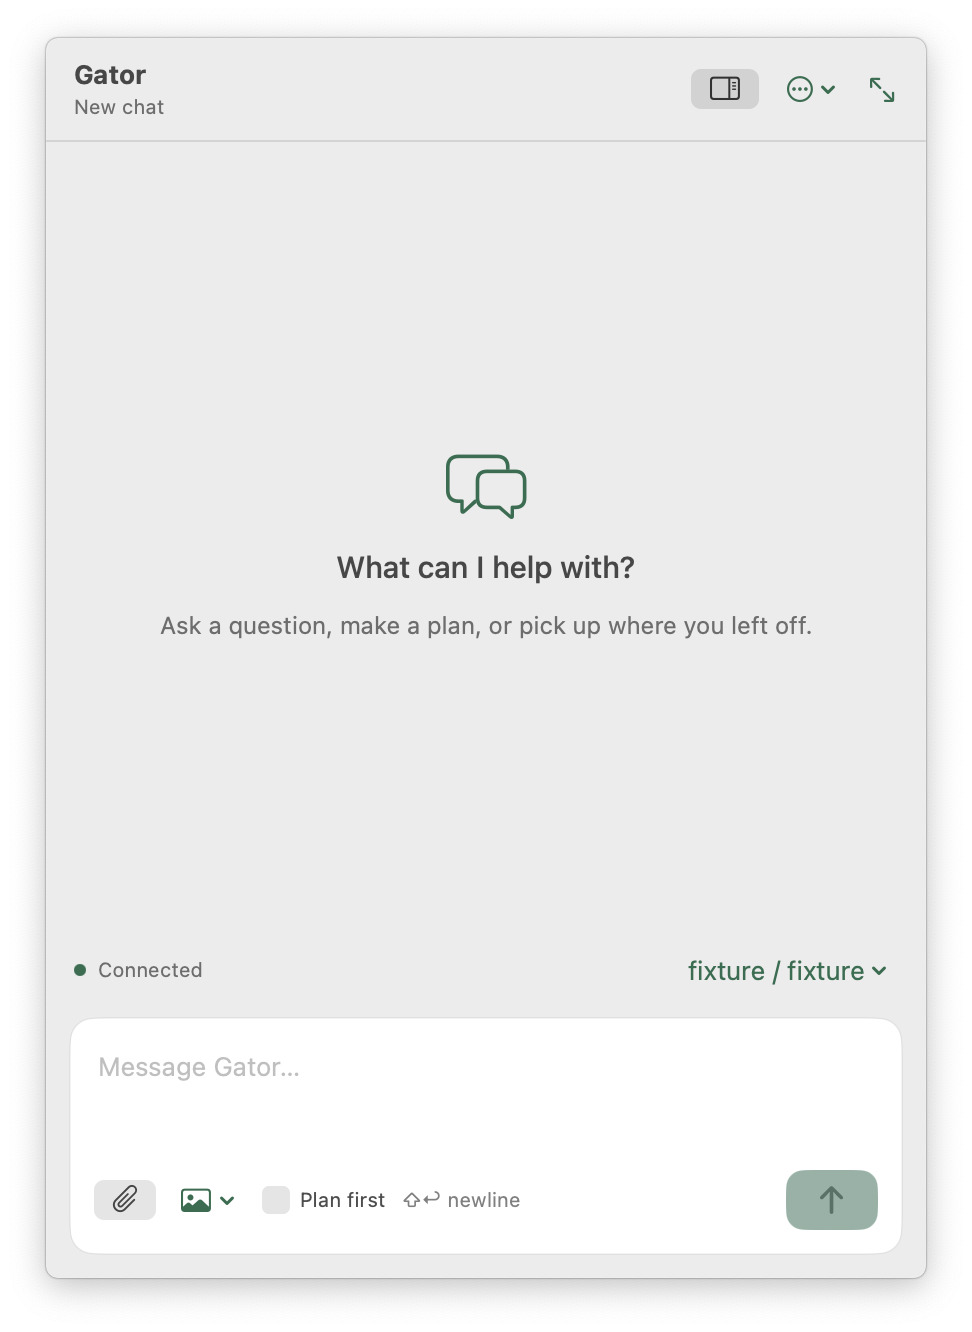 Gator
New chat
What can I help with?
Ask a question, make a plan, or pick up where you left off.
Connected
fixture / fixture
Message Gator...
Plan first
⇧↩ newline